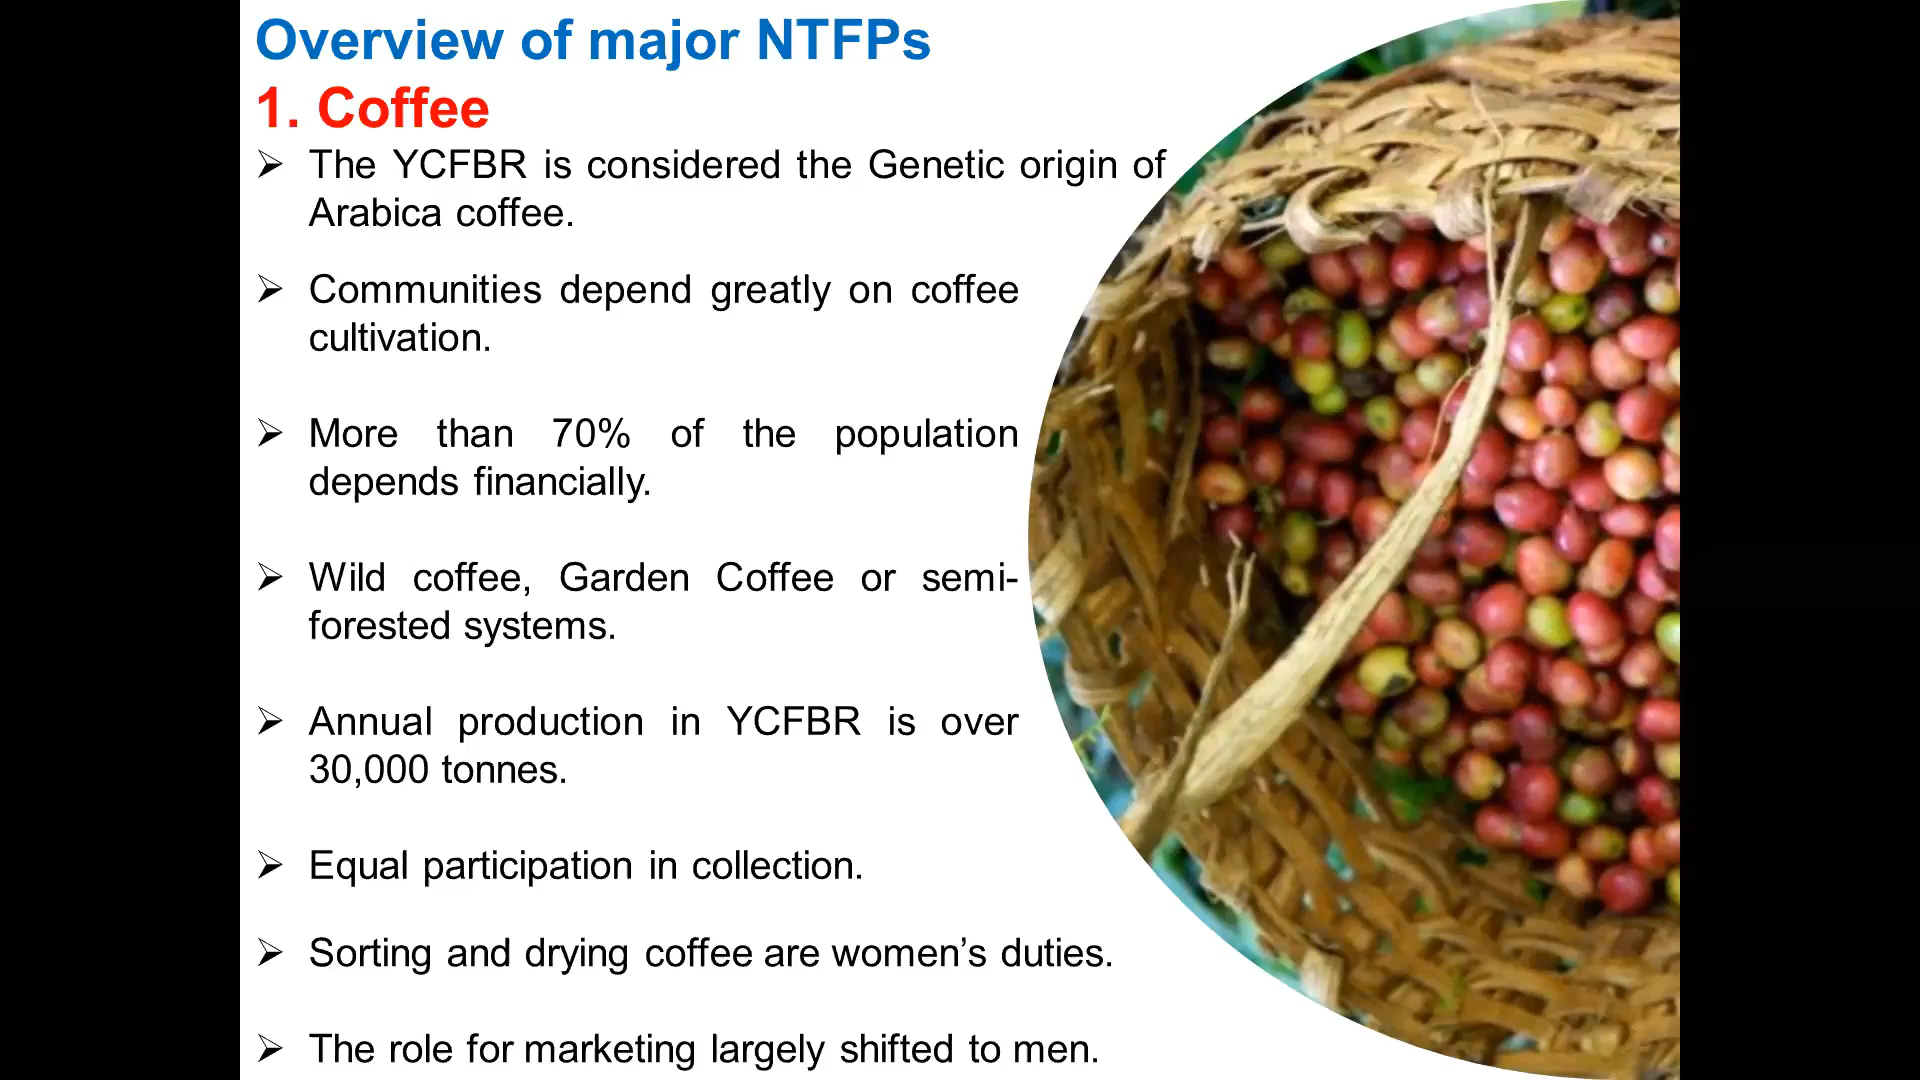 Overview of major NTFPs
1. Coffee
➢ The YCFBR is considered the Genetic origin of
Arabica coffee.
➢ Communities depend greatly on coffee
cultivation.
➢ More than 70% of the population
depends financially.
➢ Wild coffee, Garden Coffee or semi-
forested systems.
➢ Annual production in YCFBR is over
30,000 tonnes.
➢ Equal participation in collection.
➢ Sorting and drying coffee are women’s duties.
➢ The role for marketing largely shifted to men.